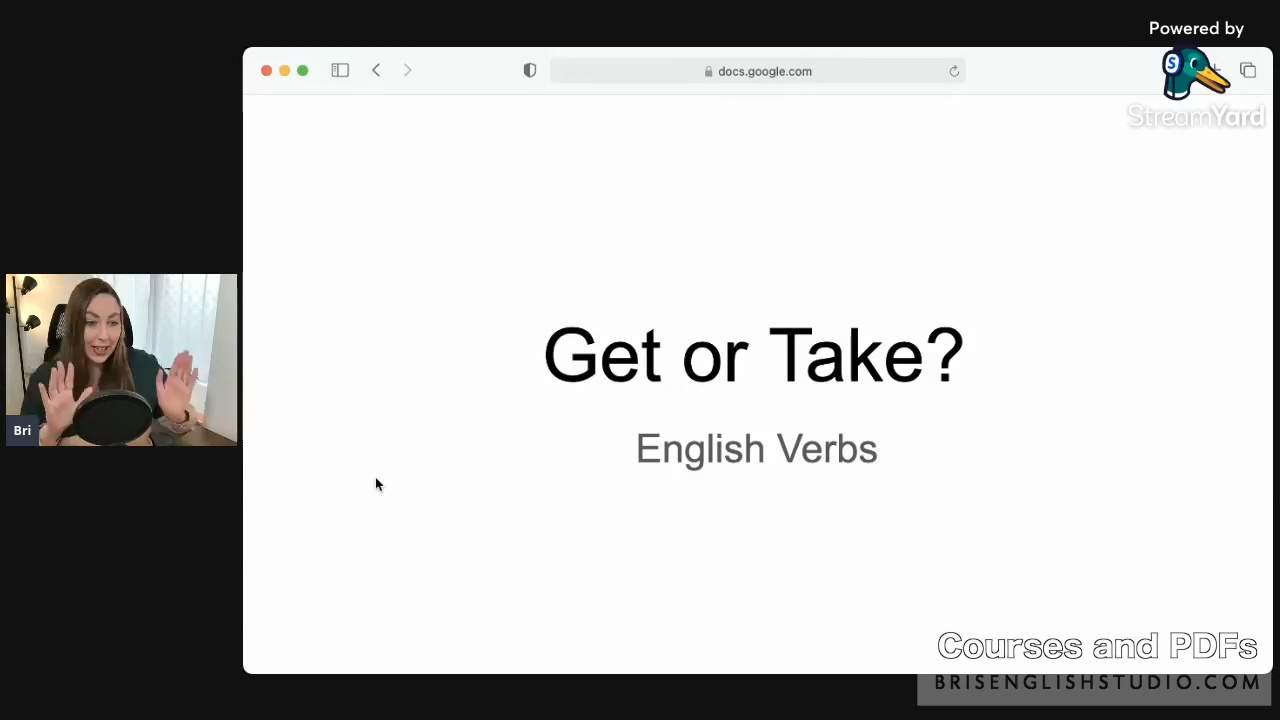 Powered by
S
StreamYard
docs.google.com
Get or Take?
English Verbs
Bri
Courses and PDFs
BRISENGLISHSTUDIO.COM